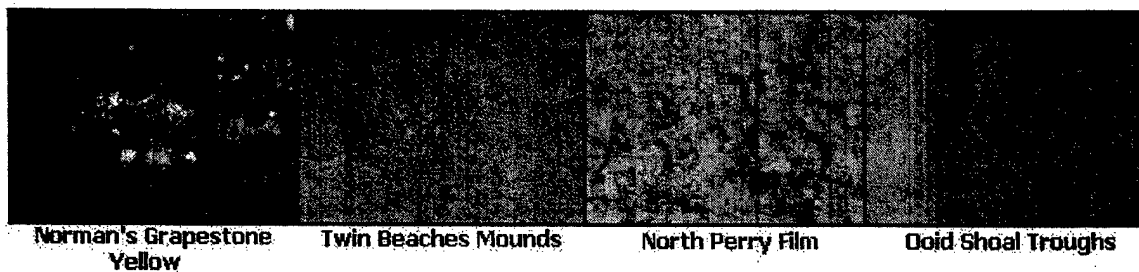 Norman's Grapestone
Yellow
Twin Beaches Mounds
North Perry Film
Ooid Shoal Troughs